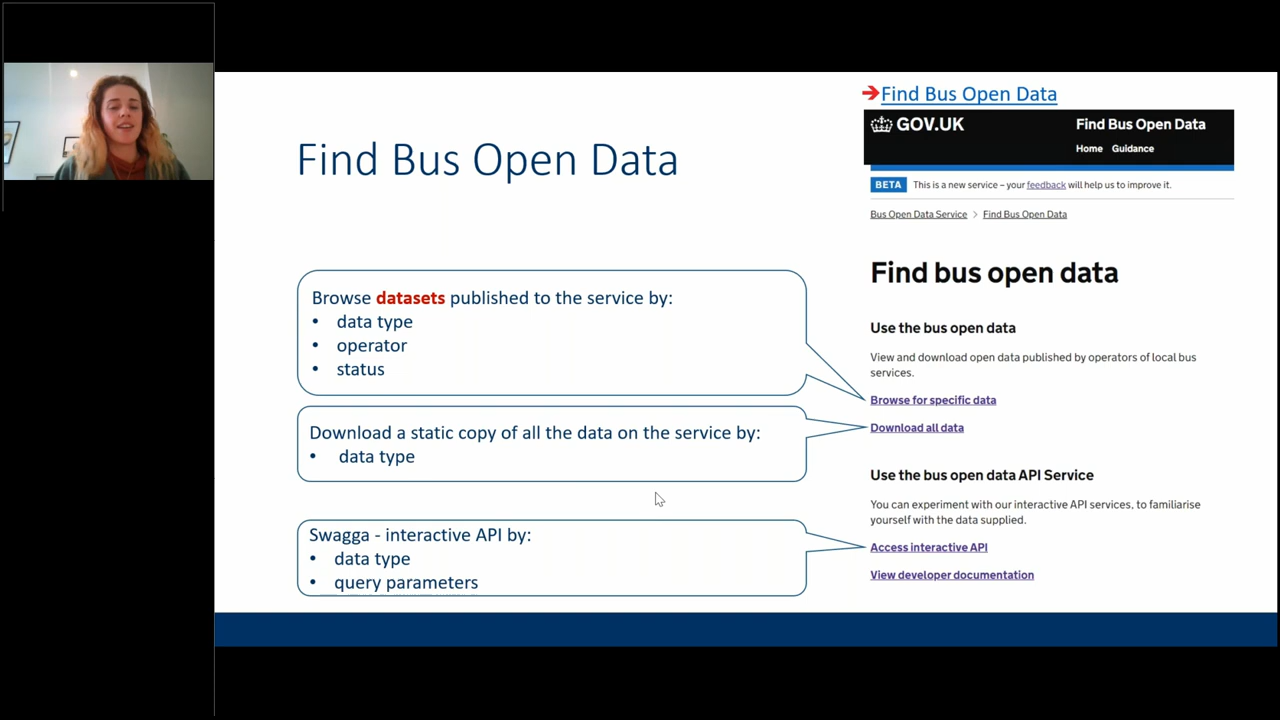 Find Bus Open Data
Browse datasets published to the service by:
• data type
• operator
• status
Download a static copy of all the data on the service by:
• data type
Swagga - interactive API by:
• data type
• query parameters
Find Bus Open Data
GOV.UK
Find Bus Open Data
Home Guidance
BETA This is a new service – your feedback will help us to improve it.
Bus Open Data Service > Find Bus Open Data
Find bus open data
Use the bus open data
View and download open data published by operators of local bus
services.
Browse for specific data
Download all data
Use the bus open data API Service
You can experiment with our interactive API services, to familiarise
yourself with the data supplied.
Access interactive API
View developer documentation